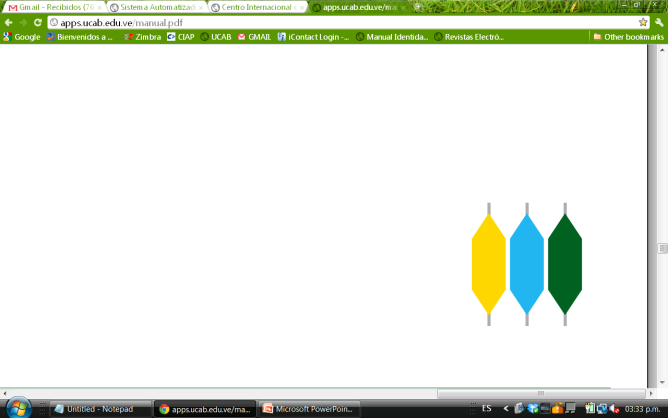 Gmail - Recibidos (76
Sistema Automatizad
Centro Internacional
apps.ucab.edu.ve/ma
apps.ucab.edu.ve/manual.pdf
Google Bienvenidos a ... Zimbra CIAP UCAB GMAIL iContact Login -... Manual Identida... Revistas Electró... Other bookmarks
Untitled - Notepad apps.ucab.edu.ve/ma... Microsoft PowerPoin... ES 03:33 p.m.